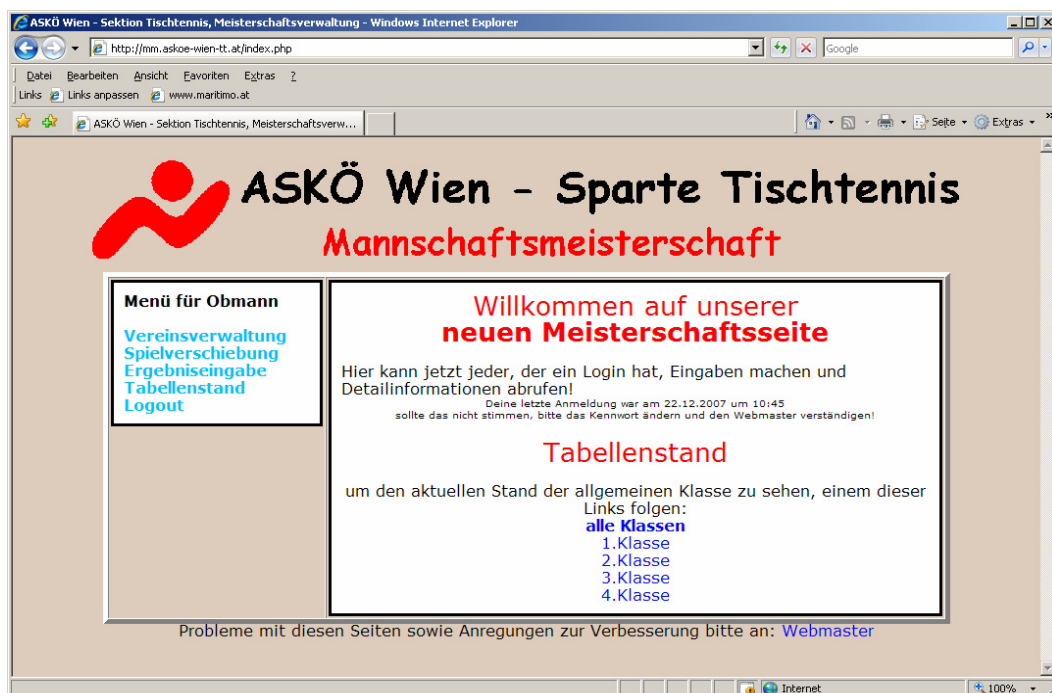 ASKÖ Wien - Sektion Tischtennis, Meisterschaftsverwaltung - Windows Internet Explorer
http://mm.askoe-wien-tt.at/index.php
Google
Datei Bearbeiten Ansicht Favoriten Extras ?
Links Links anpassen www.maritimo.at
ASKÖ Wien - Sektion Tischtennis, Meisterschaftsverw...
Seite Extras
ASKÖ Wien - Sparte Tischtennis
Mannschaftsmeisterschaft
Menü für Obmann
Vereinsverwaltung
Spielverschiebung
Ergebniseingabe
Tabellenstand
Logout
Willkommen auf unserer
neuen Meisterschaftsseite
Hier kann jetzt jeder, der ein Login hat, Eingaben machen und
Detailinformationen abrufen!
Deine letzte Anmeldung war am 22.12.2007 um 10:45
sollte das nicht stimmen, bitte das Kennwort ändern und den Webmaster verständigen!
Tabellenstand
um den aktuellen Stand der allgemeinen Klasse zu sehen, einem dieser
Links folgen:
alle Klassen
1.Klasse
2.Klasse
3.Klasse
4.Klasse
Probleme mit diesen Seiten sowie Anregungen zur Verbesserung bitte an: Webmaster
Internet
100%